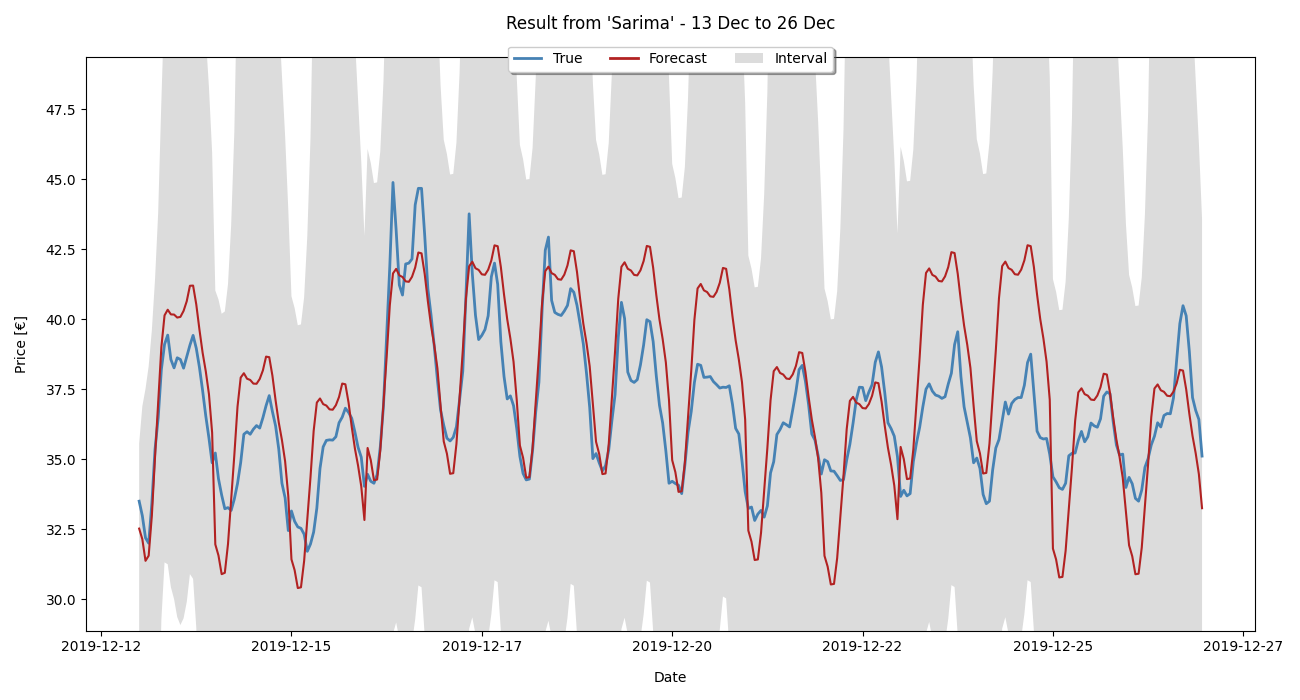 Result from 'Sarima' - 13 Dec to 26 Dec
True Forecast Interval
Price [€]
47.5
45.0
42.5
40.0
37.5
35.0
32.5
30.0
2019-12-12 2019-12-15 2019-12-17 2019-12-20 2019-12-22 2019-12-25 2019-12-27
Date